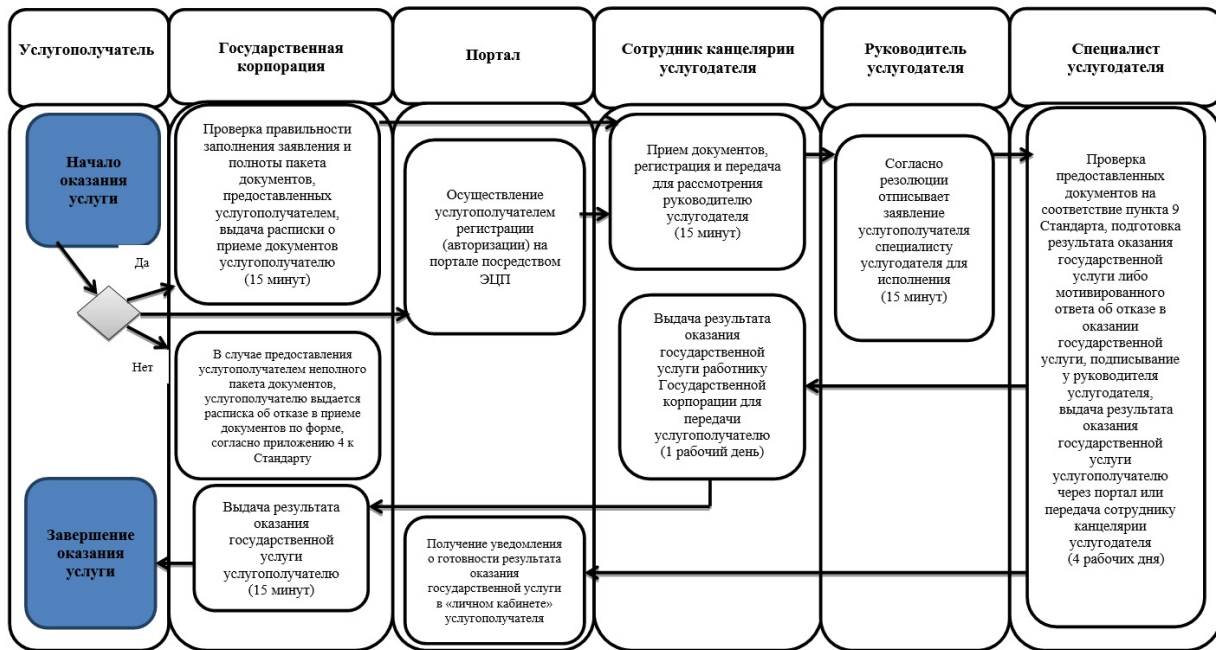 Услугополучатель
Государственная
корпорация
Портал
Сотрудник канцелярии
услугодателя
Руководитель
услугодателя
Специалист
услугодателя
Начало
оказания
услуги
Да
Нет
Завершение
оказания
услуги
Проверка правильности
заполнения заявления и
полноты пакета
документов,
предоставленных
услугополучателем,
выдача расписки о
приеме документов
услугополучателю
(15 минут)
В случае предоставления
услугополучателем неполного
пакета документов,
услугополучателю выдается
расписка об отказе в приеме
документов по форме,
согласно приложению 4 к
Стандарту
Выдача результата
оказания
государственной
услуги
услугополучателю
(15 минут)
Осуществление
услугополучателем
регистрации
(авторизации) на
портале посредством
ЭЦП
Получение уведомления
о готовности результата
оказания
государственной услуги
в «личном кабинете»
услугополучателя
Прием документов,
регистрация и передача
для рассмотрения
руководителю
услугодателя
(15 минут)
Выдача результата
оказания
государственной
услуги работнику
Государственной
корпорации для
передачи
услугополучателю
(1 рабочий день)
Согласно
резолюции
отписывает
заявление
услугополучателя
специалисту
услугодателя для
исполнения
(15 минут)
Проверка
предоставленных
документов на
соответствие пункта 9
Стандарта, подготовка
результата оказания
государственной
услуги либо
мотивированного
ответа об отказе в
оказании
государственной
услуги, подписывание
у руководителя
услугодателя,
выдача результата
оказания
государственной
услуги
услугополучателю
через портал или
передача сотруднику
канцелярии
услугодателя
(4 рабочих дня)